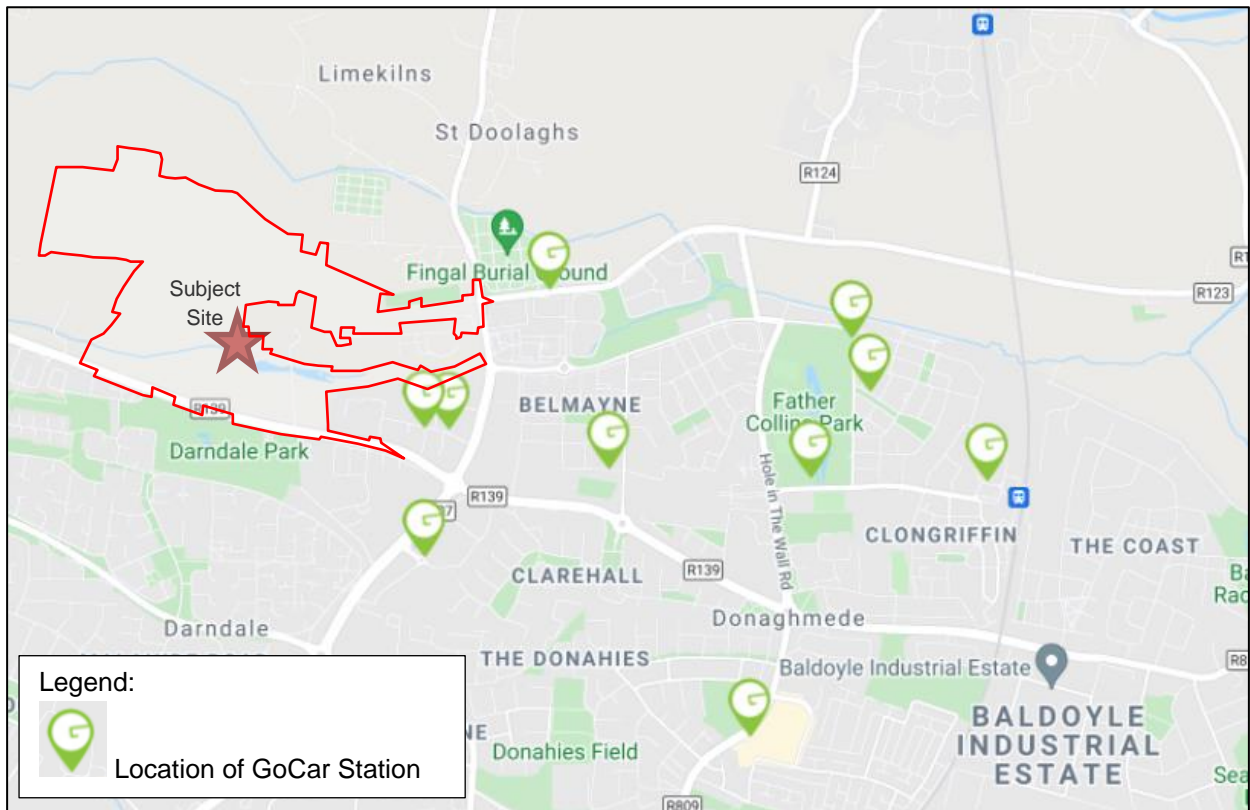 Limekilns
St Doolaghs
R124
Fingal Burial Ground
R123
Subject
Site
R139
Darndale Park
BELMAYNE
Father
Collins Park
Hole in The Wall Rd
R139
CLONGRIFFIN
THE COAST
CLAREHALL
R139
Darndale
Donaghmede
THE DONAHIES
Baldoyle Industrial Estate
BALDOYLE
INDUSTRIAL
ESTATE
Donahies Field
R809
Legend:
Location of GoCar Station